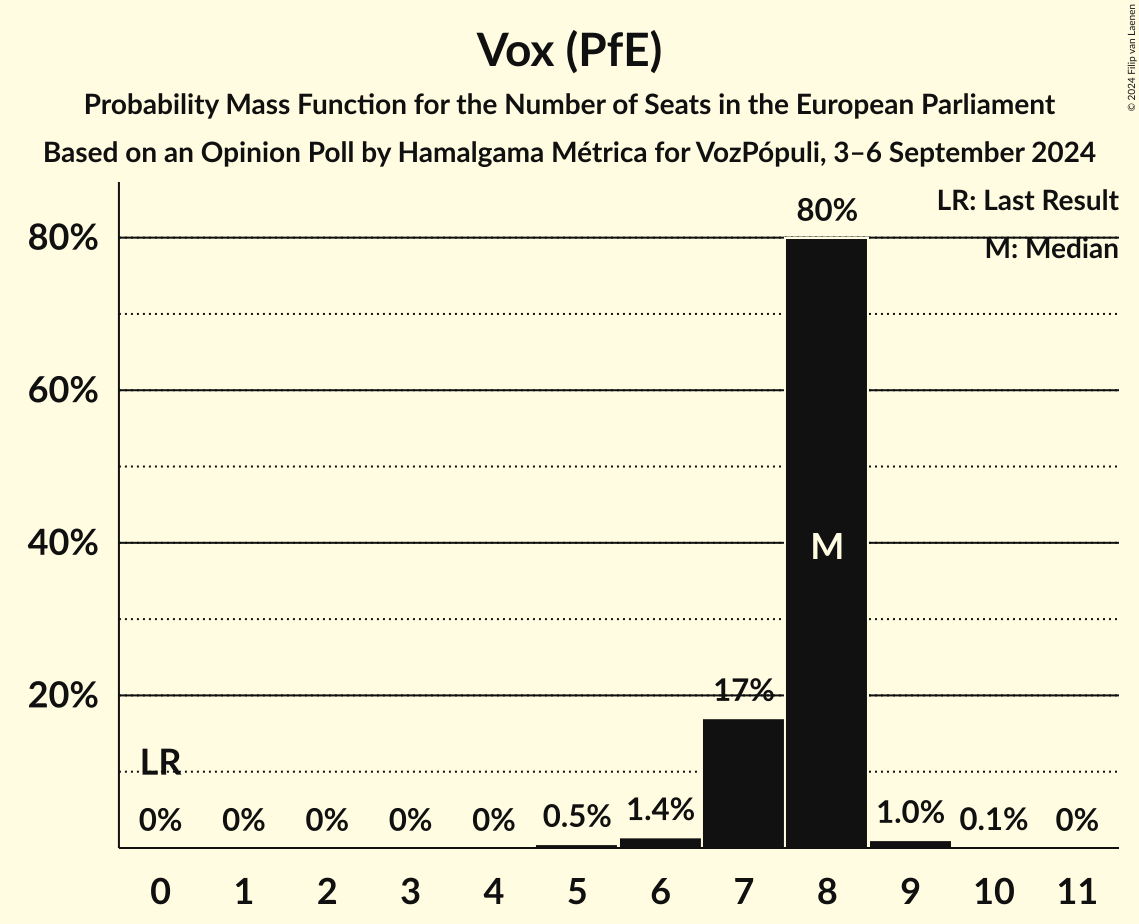 Vox (PfE)
Probability Mass Function for the Number of Seats in the European Parliament
Based on an Opinion Poll by Hamalgama Métrica for VozPópuli, 3–6 September 2024
© 2024 Filip van Laenen
LR: Last Result
M: Median
80%
60%
40%
20%
LR
M
0% 0% 0% 0% 0% 0.5% 1.4% 17% 80% 1.0% 0.1% 0%
0 1 2 3 4 5 6 7 8 9 10 11